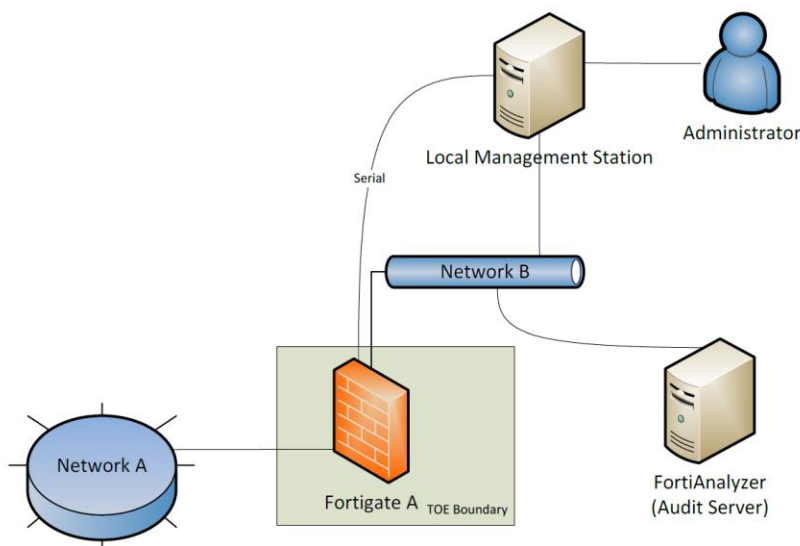 Administrator
Local Management Station
Serial
Network B
Network A
Fortigate A
TOE Boundary
FortiAnalyzer
(Audit Server)